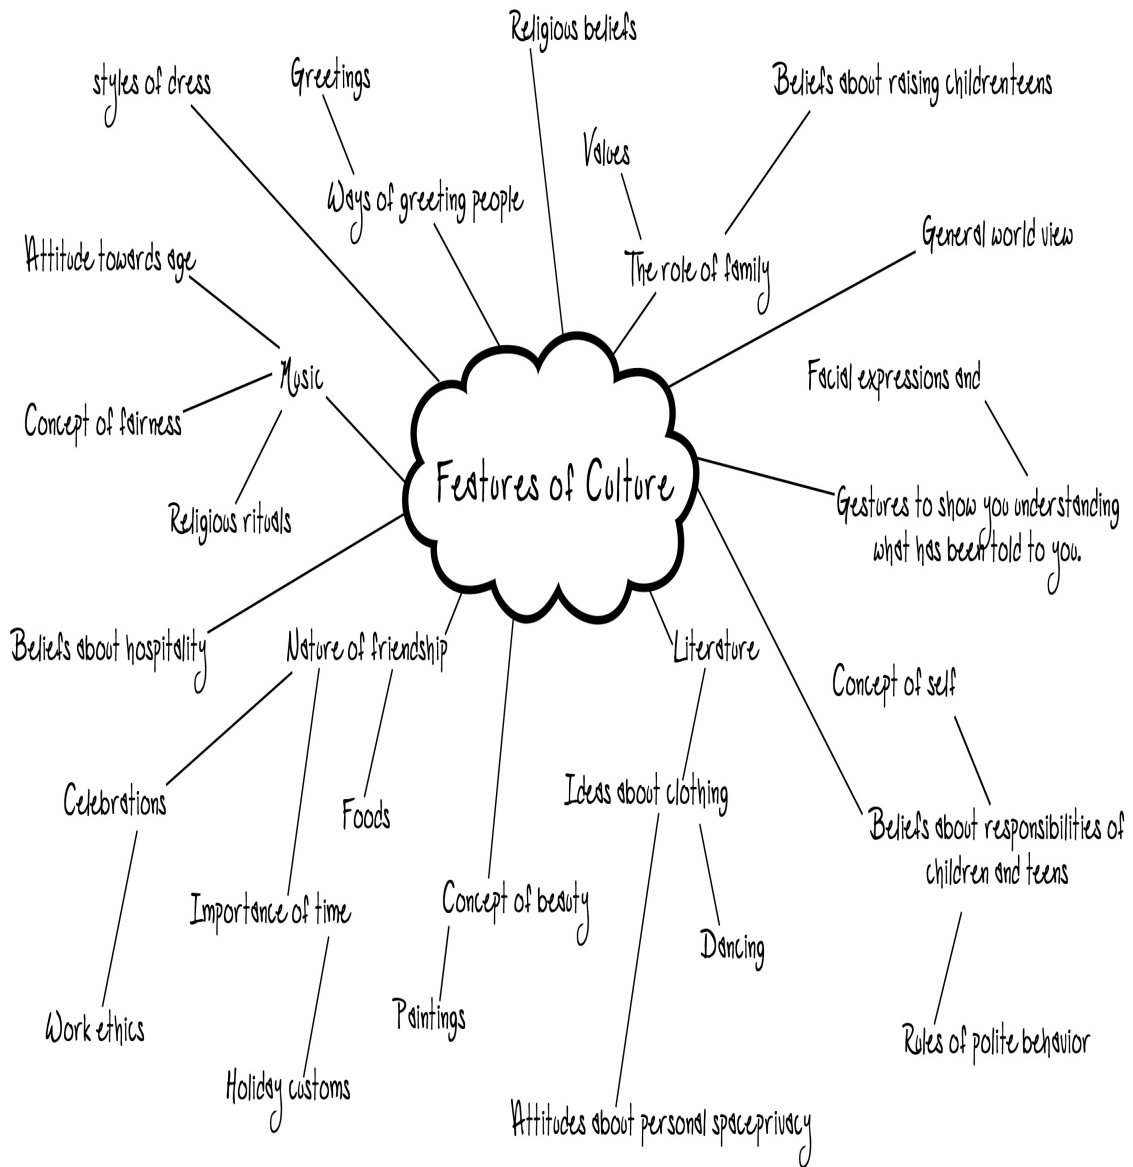 Religious beliefs
styles of dress
Greetings
Beliefs about raising childrenteens
Values
Ways of greeting people
General world view
Attitude towards age
The role of family
Music
Facial expressions and
Concept of fairness
Features of Culture
Gestures to show you understanding
what has been told to you.
Religious rituals
Beliefs about hospitality
Nature of friendship
Literature
Concept of self
Celebrations
Foods
Ideas about clothing
Beliefs about responsibilities of
children and teens
Importance of time
Concept of beauty
Dancing
Paintings
Work ethics
Rules of polite behavior
Holiday customs
Attitudes about personal spaceprivacy